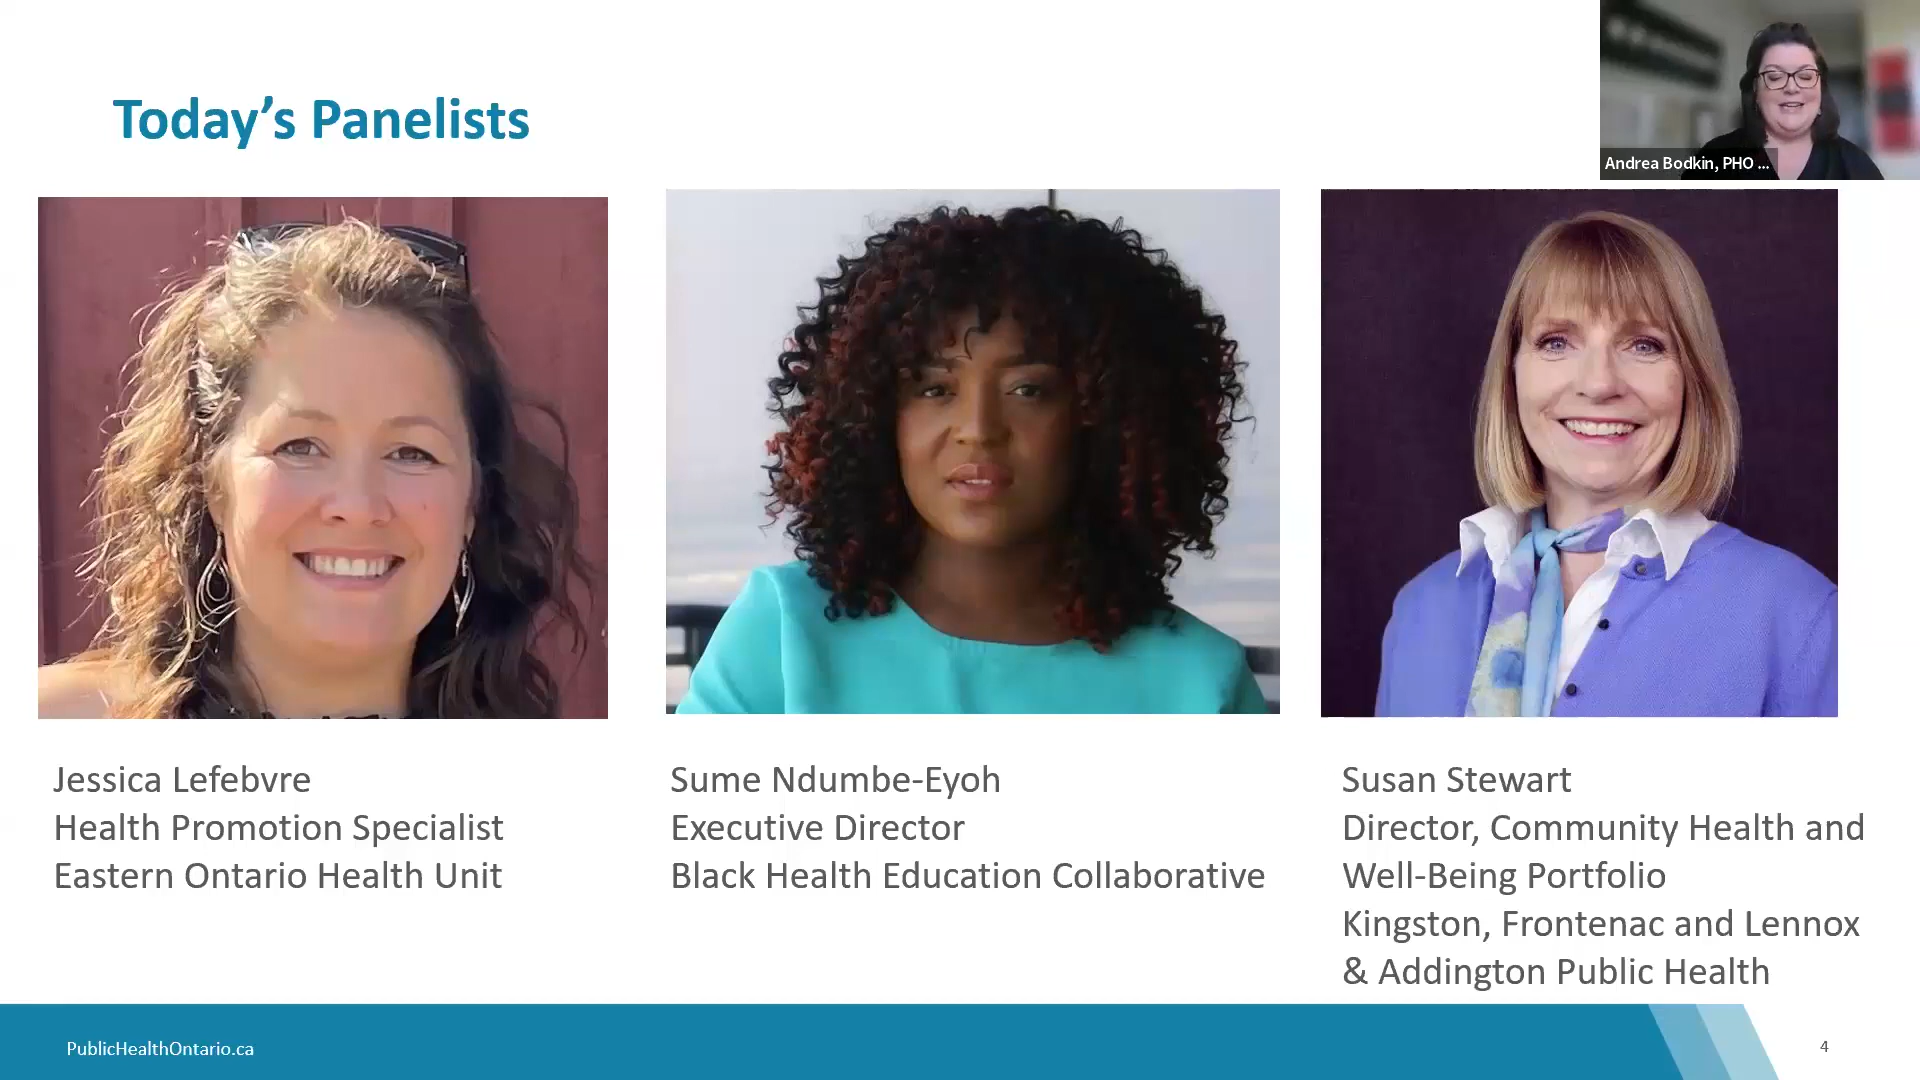 Today's Panelists
Andrea Bodkin, PHO ...
Jessica Lefebvre
Health Promotion Specialist
Eastern Ontario Health Unit
Sume Ndumbe-Eyoh
Executive Director
Black Health Education Collaborative
Susan Stewart
Director, Community Health and
Well-Being Portfolio
Kingston, Frontenac and Lennox
& Addington Public Health
PublicHealthOntario.ca
4